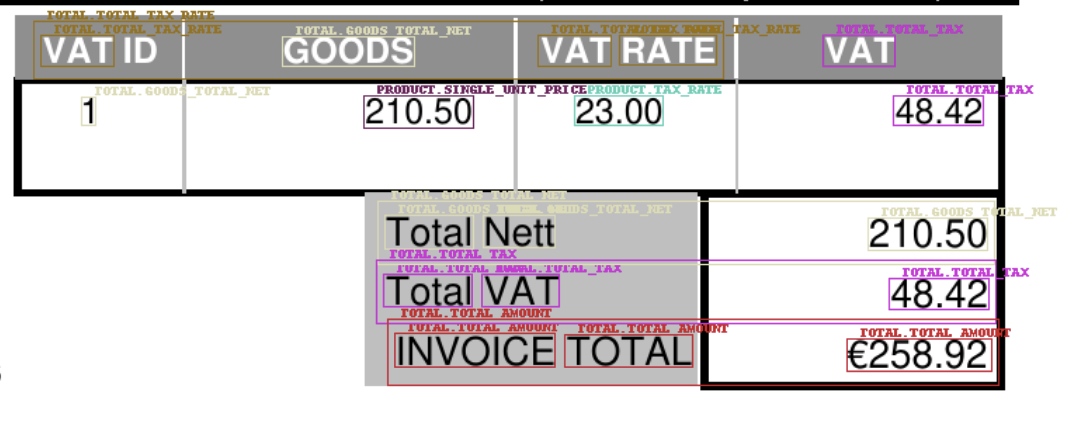 TOTAL.TOTAL_TAX_RATE
TOTAL.TOTAL_TAX_RATE TOTAL.GOODS_TOTAL_NET TAX_RATE TOTAL.TOTAL_TAX
VAT ID GOODS VAT RATE VAT
TOTAL.GOODS_TOTAL_NET PRODUCT.SINGLE_UNIT_PRICE PRODUCT.TAX_RATE TOTAL.TOTAL_TAX
1 210.50 23.00 48.42
TOTAL.GOODS_TOTAL_NET
TOTAL.GOODS GOODS_TOTAL_NET TOTAL.GOODS_TOTAL_NET
Total Nett 210.50
TOTAL.TOTAL_TAX
TOTAL.TOTAL TOTAL_TAX TOTAL.TOTAL_TAX
Total VAT 48.42
TOTAL.TOTAL_AMOUNT
TOTAL.TOTAL_AMOUNT TOTAL.TOTAL_AMOUNT TOTAL.TOTAL_AMOUNT
INVOICE TOTAL €258.92